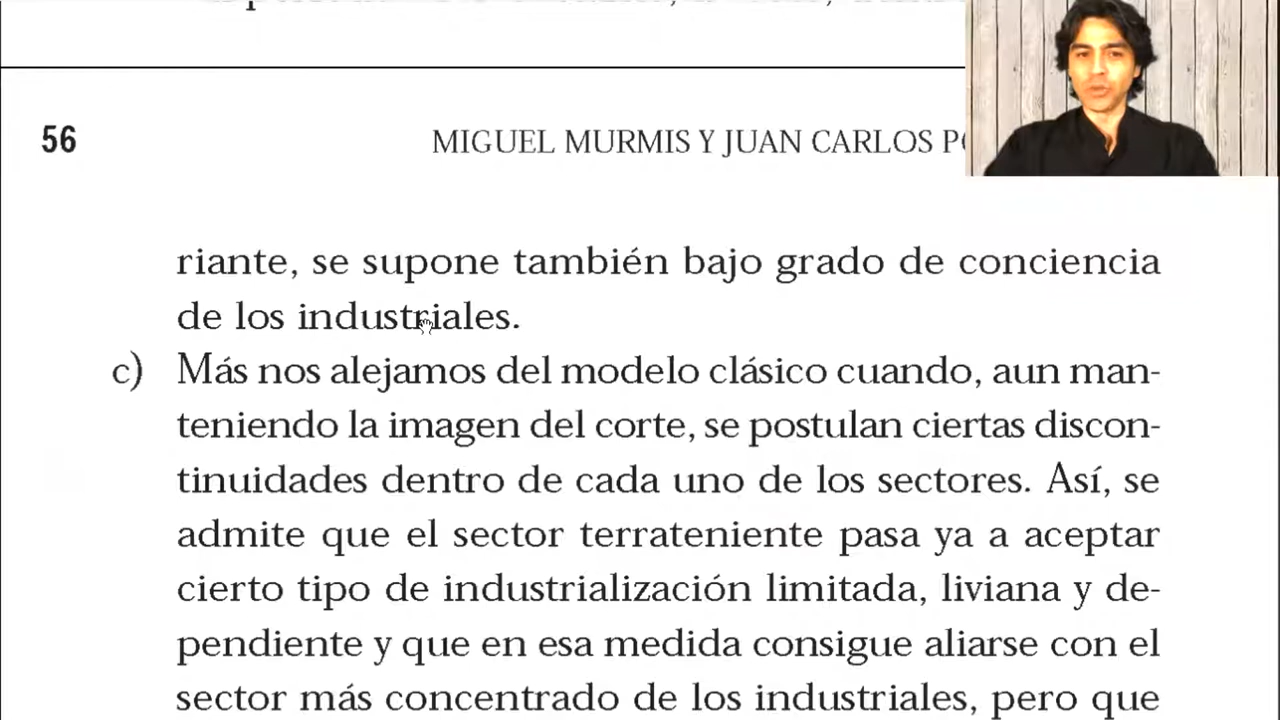 56
MIGUEL MURMIS Y JUAN CARLOS
riante, se supone también bajo grado de conciencia
de los industriales.
c) Más nos alejamos del modelo clásico cuando, aun man-
teniendo la imagen del corte, se postulan ciertas discon-
tinuidades dentro de cada uno de los sectores. Así, se
admite que el sector terrateniente pasa ya a aceptar
cierto tipo de industrialización limitada, liviana y de-
pendiente y que en esa medida consigue aliarse con el
sector más concentrado de los industriales, pero que